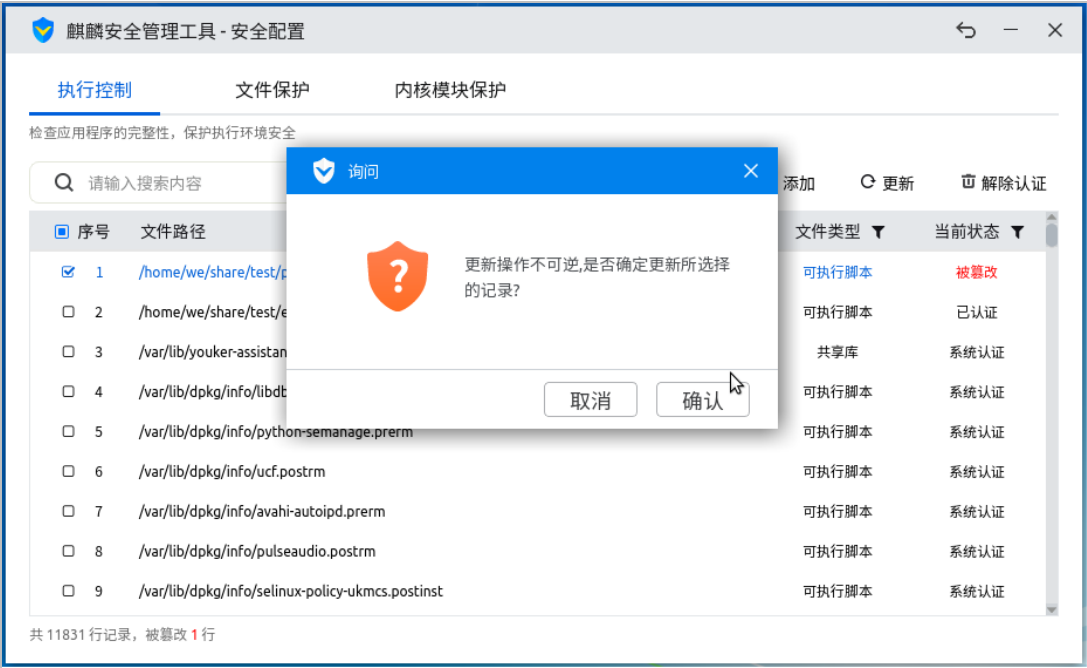 麒麟安全管理工具 - 安全配置
执行控制 文件保护 内核模块保护
检查应用程序的完整性，保护执行环境安全
请输入搜索内容 添加 更新 解除认证
序号 文件路径 文件类型 当前状态
1 /home/we/share/test/ 可执行脚本 被篡改
2 /home/we/share/test/ 可执行脚本 已认证
3 /var/lib/youker-assistan 共享库 系统认证
4 /var/lib/dpkg/info/libdb 可执行脚本 系统认证
5 /var/lib/dpkg/info/python-semanage.prerm 可执行脚本 系统认证
6 /var/lib/dpkg/info/ucf.postrm 可执行脚本 系统认证
7 /var/lib/dpkg/info/avahi-autoipd.prerm 可执行脚本 系统认证
8 /var/lib/dpkg/info/pulseaudio.postrm 可执行脚本 系统认证
9 /var/lib/dpkg/info/selinux-policy-ukmcs.postinst 可执行脚本 系统认证
共 11831 行记录，被篡改 1 行
询问
更新操作不可逆,是否确定更新所选择
的记录?
取消 确认